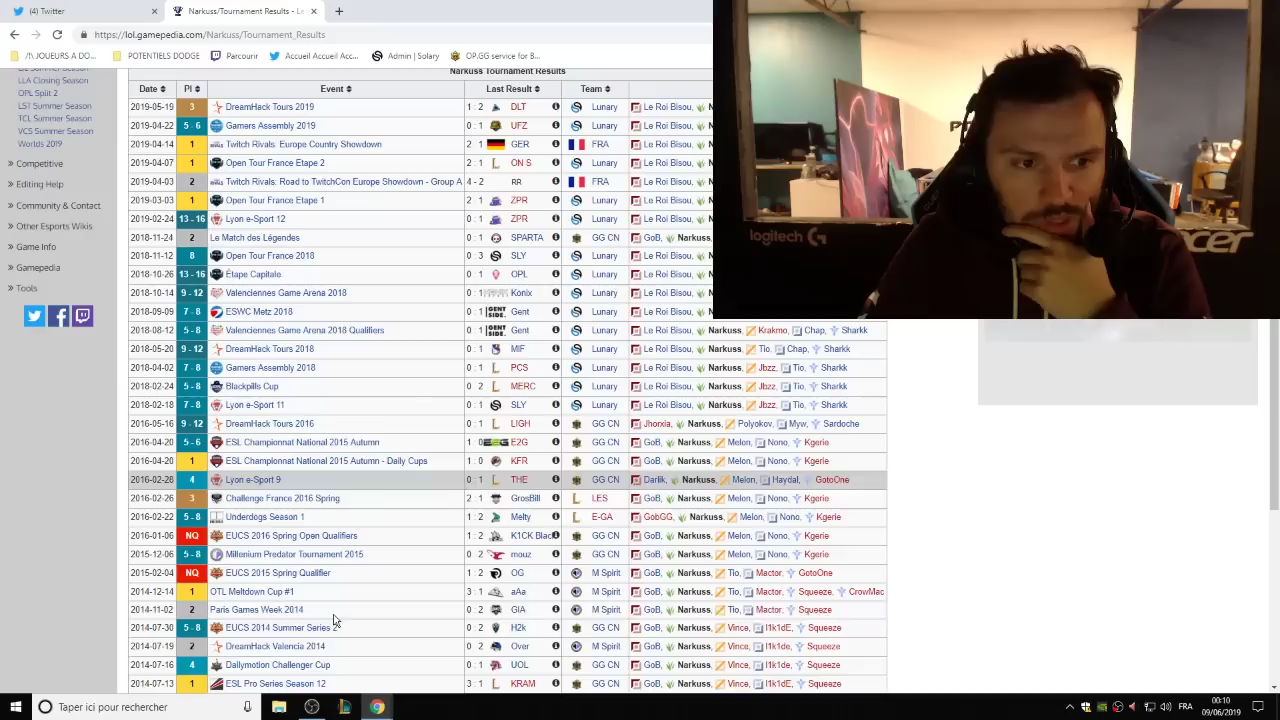 (4) Twitter × Narkuss/Tournament Results - Le × +
https://lol.gamepedia.com/Narkuss/Tournament_Results
/!\ JOUEURS A DO... POTENTIELS DODGE Parcourir Accueil Accueil Acc... Admin | Solary OP.GG service for B...
LLA Closing Season
OPL Split 2
LST Summer Season
TCL Summer Season
VCS Summer Season
Worlds 2019
» Competitive
» Editing Help
» Community & Contact
» Other Esports Wikis
» Game Info
» Gamepedia
» Tools
Narkuss Tournament Results
Date Pl Event Last Result Team
2019-05-19 3 DreamHack Tours 2019 1 : 2 DLT Lunary Le Roi Bisou,
2019-04-22 5 - 6 Gamers Assembly 2019 0 : 1 UFZ Lunary Le Roi Bisou,
2019-04-14 1 Twitch Rivals: Europe Country Showdown 2 : 1 GER FRA Le Roi Bisou,
2019-04-07 1 Open Tour France Etape 2 2 : 1 ON S Lunary Le Roi Bisou,
2019-04-03 2 Twitch Rivals: Road to TwitchCon Europe Showdown - Group A 4 - 2 RR FRA Le Roi Bisou,
2019-03-03 1 Open Tour France Etape 1 2 : 1 ZPR Lunary Le Roi Bisou,
2019-02-24 13 - 16 Lyon e-Sport 12 0 : 1 ZPR Lunary Le Roi Bisou,
2018-11-24 2 Le Match des Légendes 0 : 1 SPARTA GG CN GoB, Narkuss,
2018-11-12 8 Open Tour France 2018 0 : 3 SLY Lunary Le Roi Bisou,
2018-10-26 13 - 16 Étape Capitale 0 : 1 OPL Lunary Le Roi Bisou,
2018-10-14 9 - 12 Valenciennes Game Arena 2018 0 : 1 Konix Lunary Le Roi Bisou,
2018-09-09 7 - 8 ESWC Metz 2018 0 : 1 GENT SIDE. Gent Lunary Le Roi Bisou,
2018-08-12 5 - 8 Valenciennes Game Arena 2018 Qualifiers 0 : 1 GENT SIDE. Gent Lunary Le Roi Bisou, Narkuss, Krakmo, Chap, Sharkk
2018-05-20 9 - 12 DreamHack Tours 2018 0 : 1 MIF Lunary Le Roi Bisou, Narkuss, Tio, Chap, Sharkk
2018-04-02 7 - 8 Gamers Assembly 2018 0 : 1 PCS Lunary Le Roi Bisou, Narkuss, Jbzz, Tio, Sharkk
2018-02-24 5 - 8 Blackpills Cup 0 : 2 MERC Lunary Le Roi Bisou, Narkuss, Jbzz, Tio, Sharkk
2018-02-18 7 - 8 Lyon e-Sport 11 0 : 1 SLY Lunary Le Roi Bisou, Narkuss, Jbzz, Tio, Sharkk
2016-05-16 9 - 12 DreamHack Tours 2016 0 : 1 LIGH GG CN Jhorxia, Narkuss, Polyokov, Myw, Sardoche
2016-04-20 5 - 6 ESL Championnat National 2015 Autumn 1 : 0 E2G GG CN GoB, Narkuss, Melon, Nono, Kgerie
2016-04-20 1 ESL Championnat National 2015 Autumn - Daily Cups 1 : 0 KFR GG CN GoB, Narkuss, Melon, Nono, Kgerie
2016-02-28 4 Lyon e-Sport 9 0 : 1 THE GG CN Darlik, Narkuss, Melon, Haydal, GotoOne
2016-02-26 3 Challenge France 2016 Spring 2 : 1 GrosBill LES GoB, Narkuss, Melon, Nono, Kgerie
2016-02-22 5 - 8 Underdogs Season 1 1 : 2 Melty E-GA GobGG, Narkuss, Melon, Nono, Kgerie
2016-01-06 NQ EUCS 2016 Spring Open Qualifiers 1 : 2 K1CK Blac GG CN GoB, Narkuss, Melon, Nono, Kgerie
2015-12-06 5 - 8 Millenium Predator Tournament 2015 0 : 2 mouz GG CN GoB, Narkuss, Melon, Nono, Kgerie
2015-02-04 NQ EUCS 2015 Spring Qualifier 1 : 2 OG M Spirit GoB, Narkuss, Tio, Mactor, GotoOne
2014-12-14 1 OTL Meltdown Cup #1 3 : 1 aAa M Spirit GoB, Narkuss, Tio, Mactor, Squeeze, CrowMac
2014-11-02 2 Paris Games Week 2014 0 : 2 GIA M Spirit GoB, Narkuss, Tio, Mactor, Squeeze
2014-07-30 5 - 8 EUCS 2014 Summer Series 0 : 2 H2k GG CN GoB, Narkuss, Vince, l1k1dE, Squeeze
2014-07-19 2 DreamHack Valencia 2014 0 : 2 Over M Spirit GoB, Narkuss, Vince, l1k1de, Squeeze
2014-07-16 4 Dailymotion Challenger Cup 0 : 1 UOL GG CN GoB, Narkuss, Vince, l1k1dE, Squeeze
2014-07-13 1 ESL Pro Series Season 12 3 : 1 KRAM GG CN GoB, Narkuss, Vince, l1k1dE, Squeeze
logitech G
acer
Taper ici pour rechercher
FRA
00:10
09/06/2019